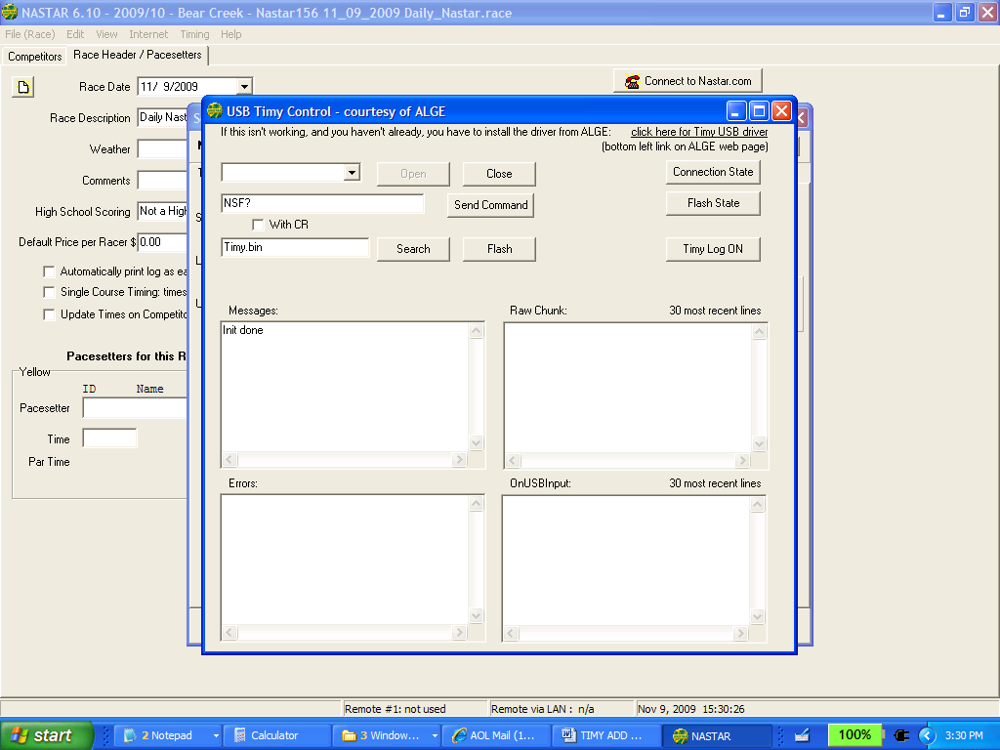 NASTAR 6.10 - 2009/10 - Bear Creek - Nastar156 11_09_2009 Daily_Nastar.race
File (Race) Edit View Internet Timing Help
Competitors Race Header / Pacesetters
Race Date 11/ 9/2009 Connect to Nastar.com
USB Timy Control - courtesy of ALGE
Race Description Daily Nast
If this isn't working, and you haven't already, you have to install the driver from ALGE: click here for Timy USB driver
(bottom left link on ALGE web page)
Weather
Comments
Open Close Connection State
High School Scoring Not a Hig
NSF? Send Command Flash State
With CR
Default Price per Racer $ 0.00
Timy.bin Search Flash Timy Log ON
Automatically print log as ea
Single Course Timing: times
Update Times on Competito
Messages: Raw Chunk: 30 most recent lines
Init done
Pacesetters for this R
Yellow
ID Name
Pacesetter
Time
Par Time
Errors: OnUSBInput: 30 most recent lines
Remote #1: not used Remote via LAN : n/a Nov 9, 2009 15:30:26
start 2 Notepad Calculator 3 Window... AOL Mail (1... TIMY ADD ... NASTAR 100% 3:30 PM